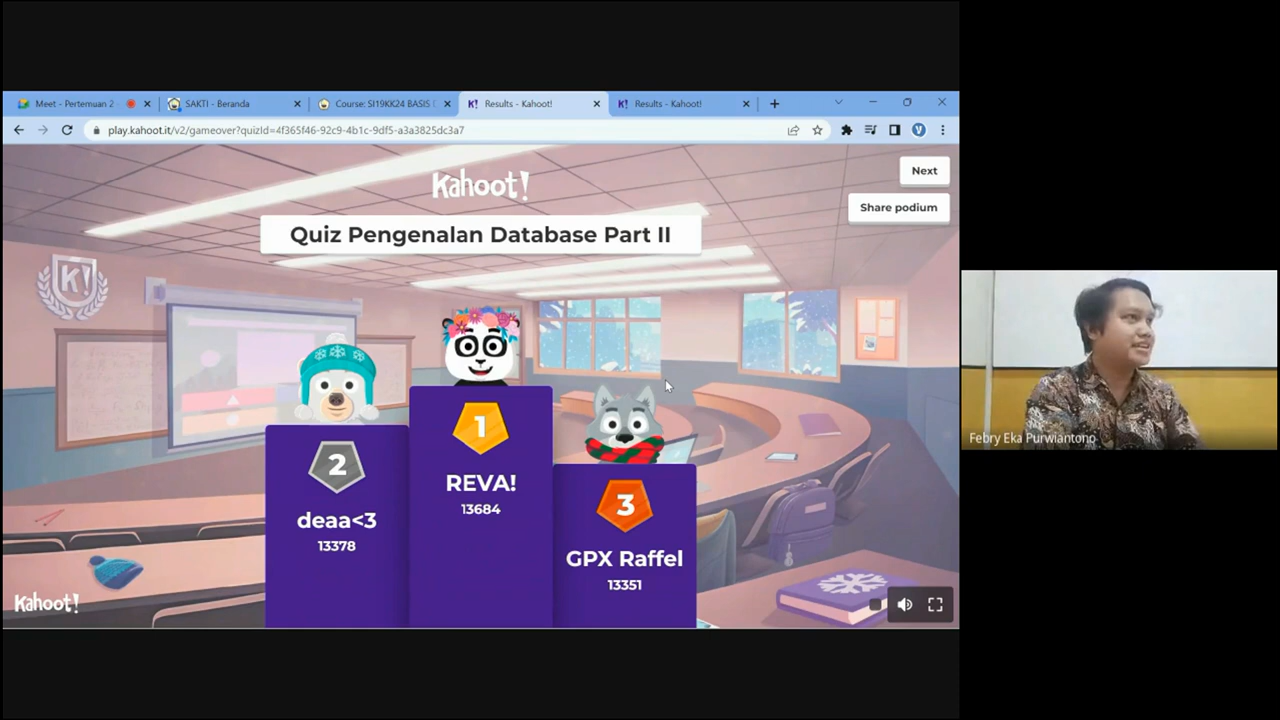 Meet - Pertemuan 2
SAKTI - Beranda
Course: SI19KK24 BASIS D
Results - Kahoot!
Results - Kahoot!
play.kahoot.it/v2/gameover?quizId=4f365f46-92c9-4b1c-9df5-a3a3825dc3a7
V
Kahoot!
Next
Share podium
Quiz Pengenalan Database Part II
K!
1
REVA!
13684
2
deaa<3
13378
3
GPX Raffel
13351
Kahoot!
Febry Eka Purwiantono